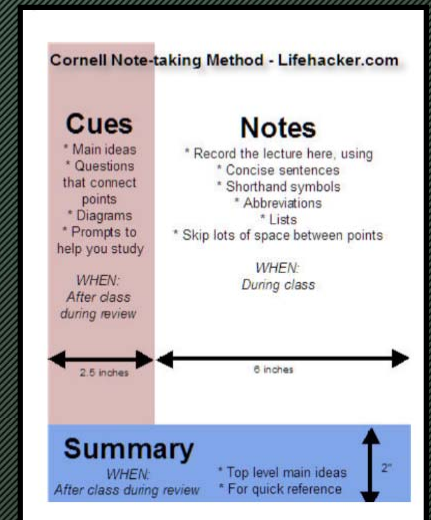 Cornell Note-taking Method - Lifehacker.com
Cues
* Main ideas
* Questions
that connect
points
* Diagrams
* Prompts to
help you study
WHEN:
After class
during review
2.5 inches
Notes
* Record the lecture here, using
* Concise sentences
* Shorthand symbols
* Abbreviations
* Lists
* Skip lots of space between points
WHEN:
During class
6 inches
Summary
WHEN:
After class during review
* Top level main ideas
* For quick reference
2"